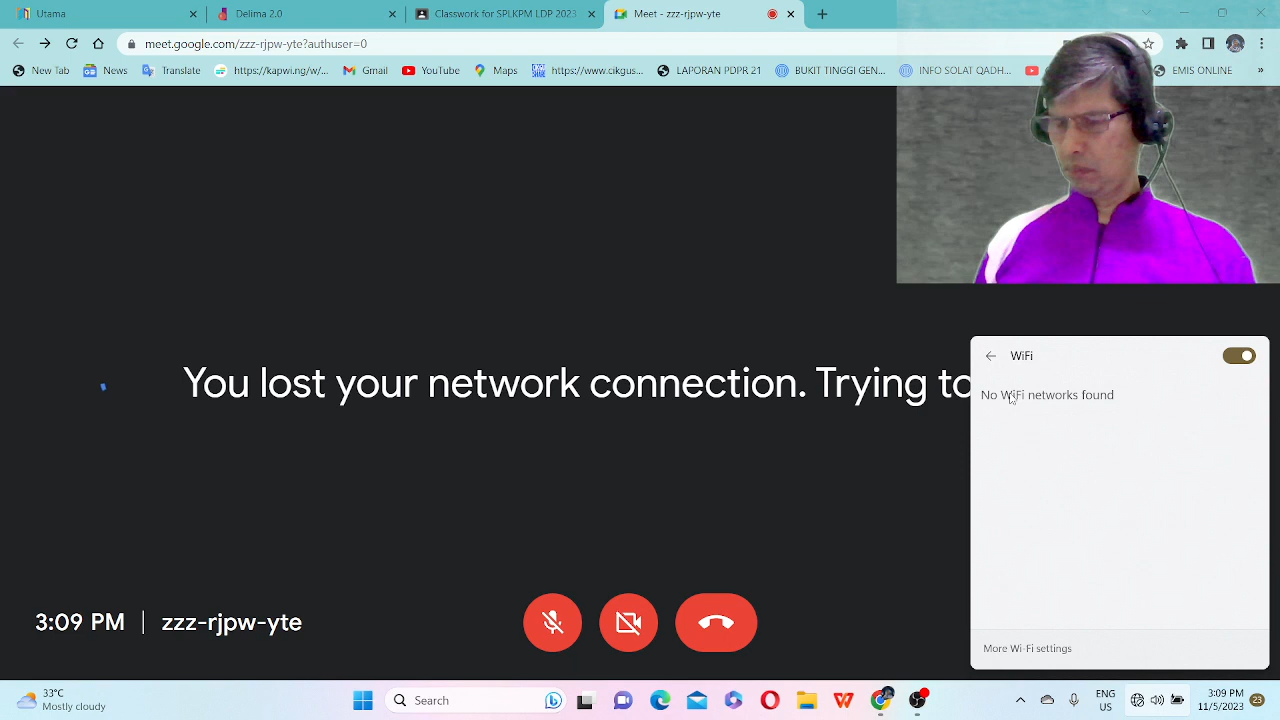 Utama
Delima 2.0
Classwork for SPLKPM LDP 2023
Meet - zzz-rjpw-yte
meet.google.com/zzz-rjpw-yte?authuser=0
New Tab
News
Translate
https://kapwing/w/...
Gmail
YouTube
Maps
https://www.cikgus...
LAPORAN PDPR 21
BUKIT TINGGI GEN...
INFO SOLAT QADH...
EMIS ONLINE
»
You lost your network connection. Trying to
WiFi
No WiFi networks found
More Wi-Fi settings
3:09 PM | zzz-rjpw-yte
33°C
Mostly cloudy
Search
ENG
US
3:09 PM
11/5/2023
23